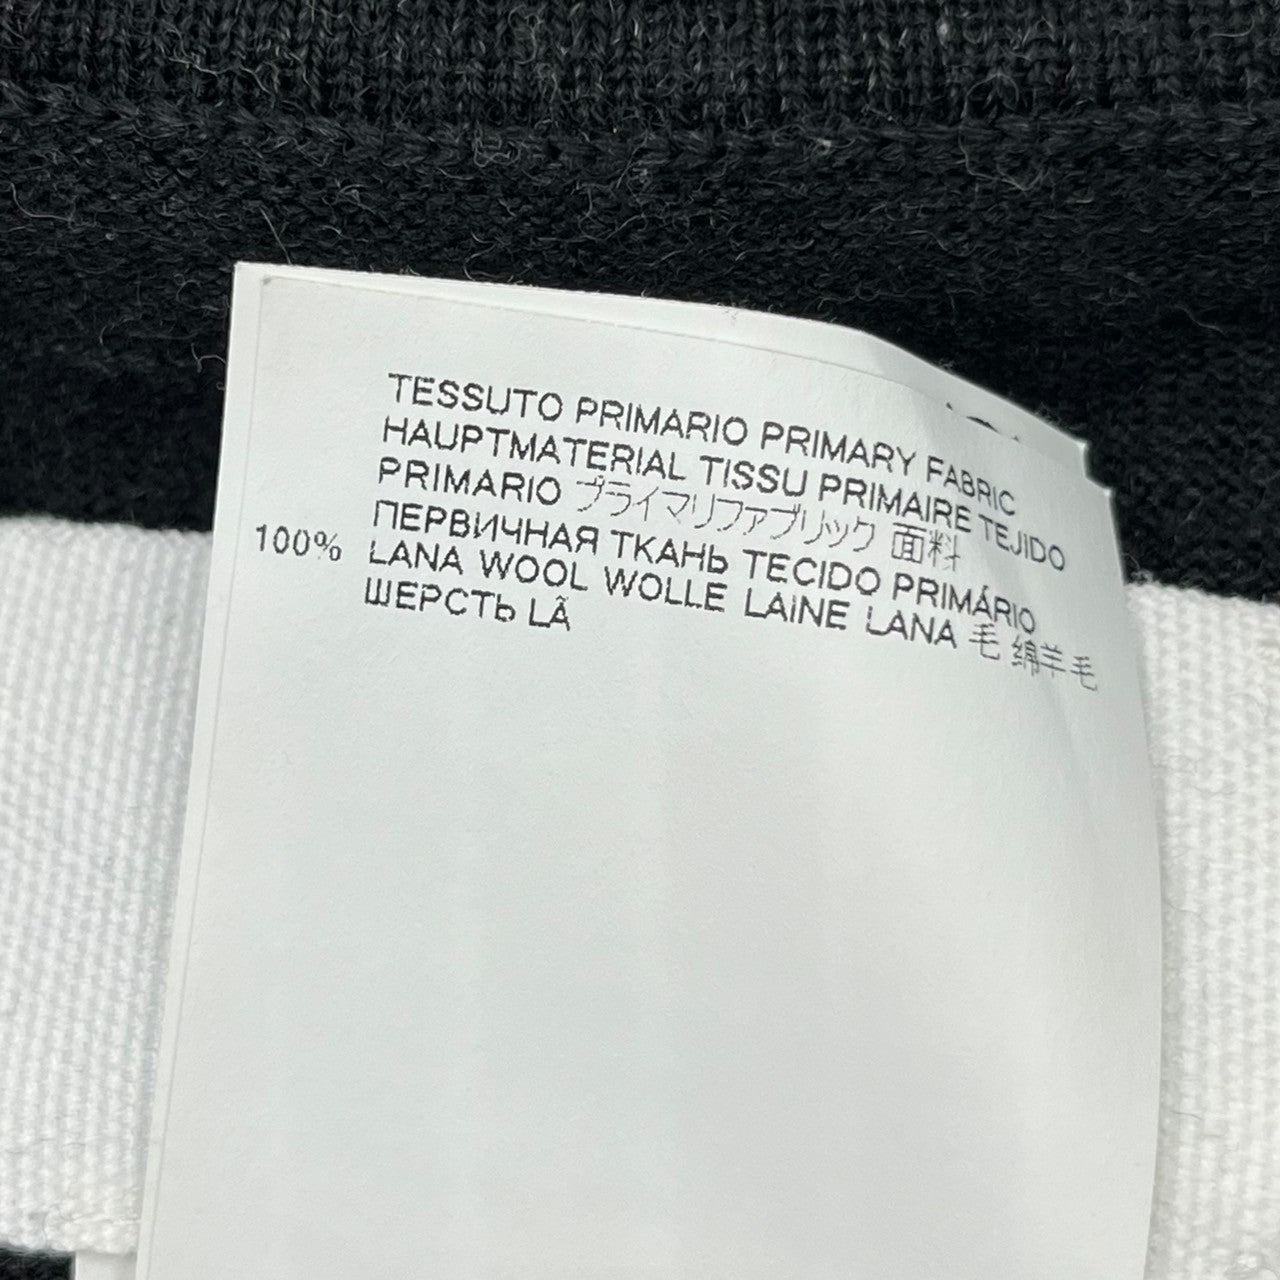 TESSUTO PRIMARIO PRIMARY FABRIC
HAUPTMATERIAL TISSU PRIMAIRE TEJIDO
PRIMARIO プライマリファブリック 面料
ПЕРВИЧНАЯ ТКАНЬ TECIDO PRIMÁRIO
100% LANA WOOL WOLLE LAINE LANA 毛 绵羊毛
ШЕРСТЬ LÃ